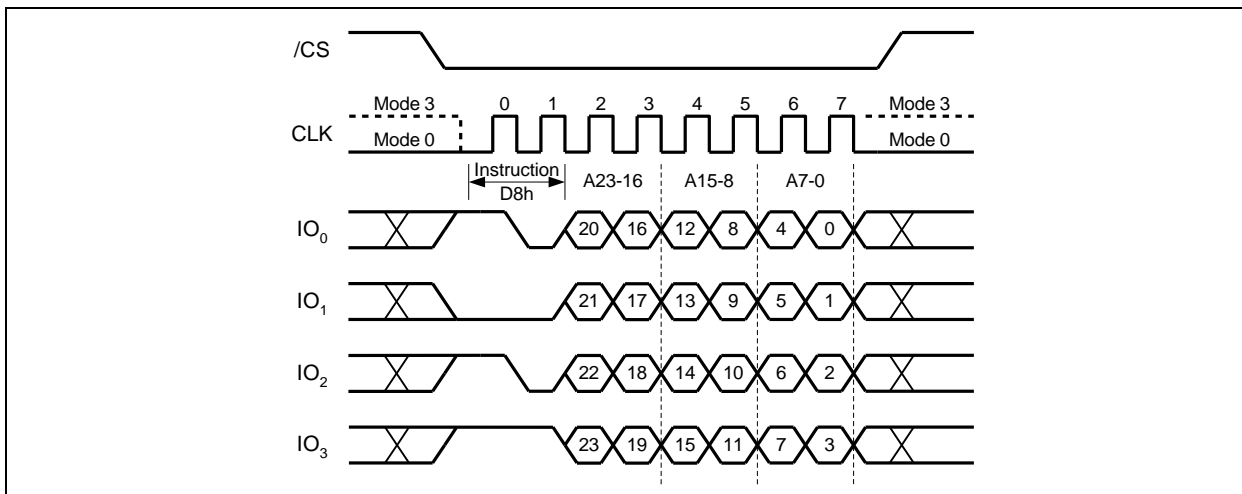 /CS
Mode 3 0 1 2 3 4 5 6 7 Mode 3
CLK
Mode 0 Mode 0
Instruction A23-16 A15-8 A7-0
D8h
IO0 20 16 12 8 4 0
IO1 21 17 13 9 5 1
IO2 22 18 14 10 6 2
IO3 23 19 15 11 7 3